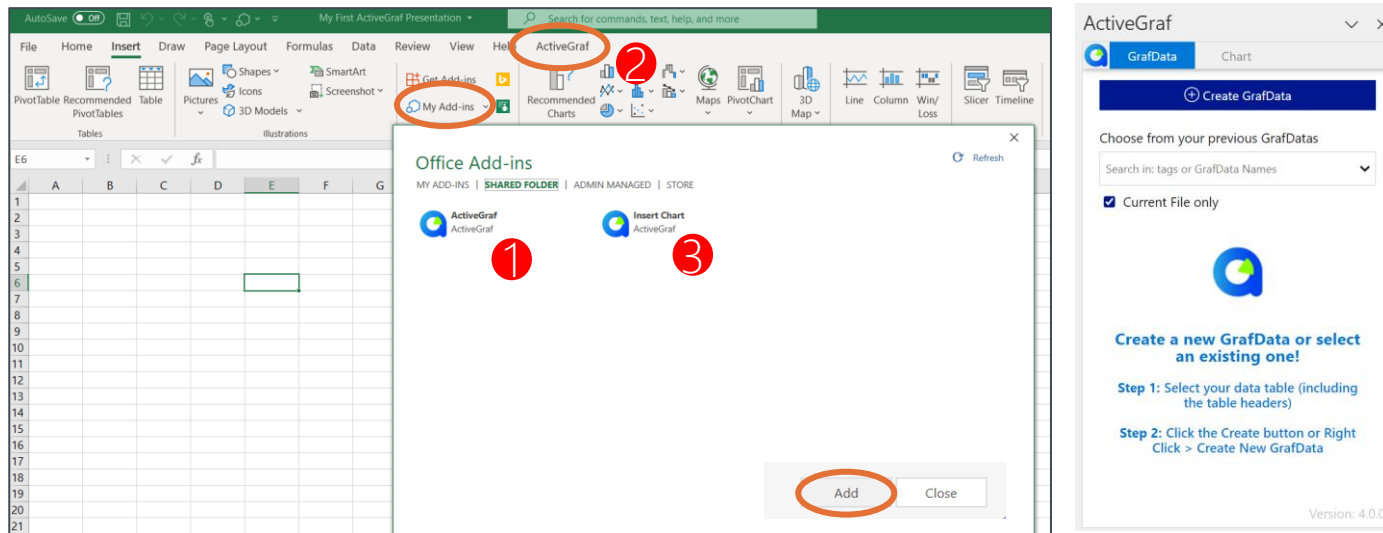 AutoSave Off My First ActiveGraf Presentation Search for commands, text, help, and more
File Home Insert Draw Page Layout Formulas Data Review View Help ActiveGraf
PivotTable Recommended PivotTables Table
Tables
Pictures Shapes Icons 3D Models SmartArt Screenshot
Illustrations
Get Add-ins
My Add-ins
Recommended Charts
Maps PivotChart
3D Map
Line Column Win/Loss
Slicer Timeline
2
E6 fx
A B C D E F G
1
2
3
4
5
6
7
8
9
10
11
12
13
14
15
16
17
18
19
20
21
Office Add-ins
Refresh
MY ADD-INS | SHARED FOLDER | ADMIN MANAGED | STORE
ActiveGraf
ActiveGraf
1
Insert Chart
ActiveGraf
3
Add Close
ActiveGraf
GrafData Chart
Create GrafData
Choose from your previous GrafDatas
Search in: tags or GrafData Names
Current File only
Create a new GrafData or select
an existing one!
Step 1: Select your data table (including
the table headers)
Step 2: Click the Create button or Right
Click > Create New GrafData
Version: 4.0.0